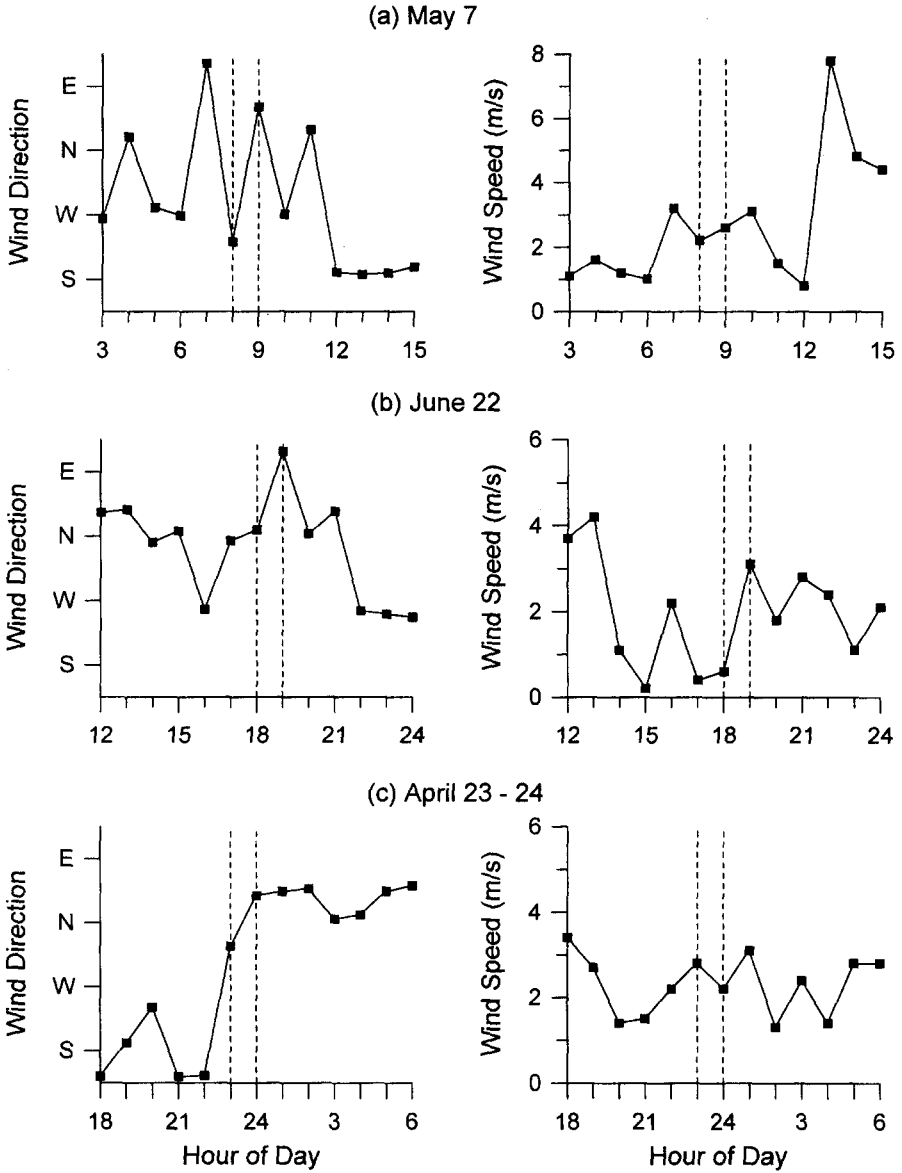 (a) May 7
Wind Direction
E
N
W
S
3 6 9 12 15
Wind Speed (m/s)
8
6
4
2
0
3 6 9 12 15
(b) June 22
Wind Direction
E
N
W
S
12 15 18 21 24
Wind Speed (m/s)
6
4
2
0
12 15 18 21 24
(c) April 23 - 24
Wind Direction
E
N
W
S
18 21 24 3 6
Hour of Day
Wind Speed (m/s)
6
4
2
0
18 21 24 3 6
Hour of Day